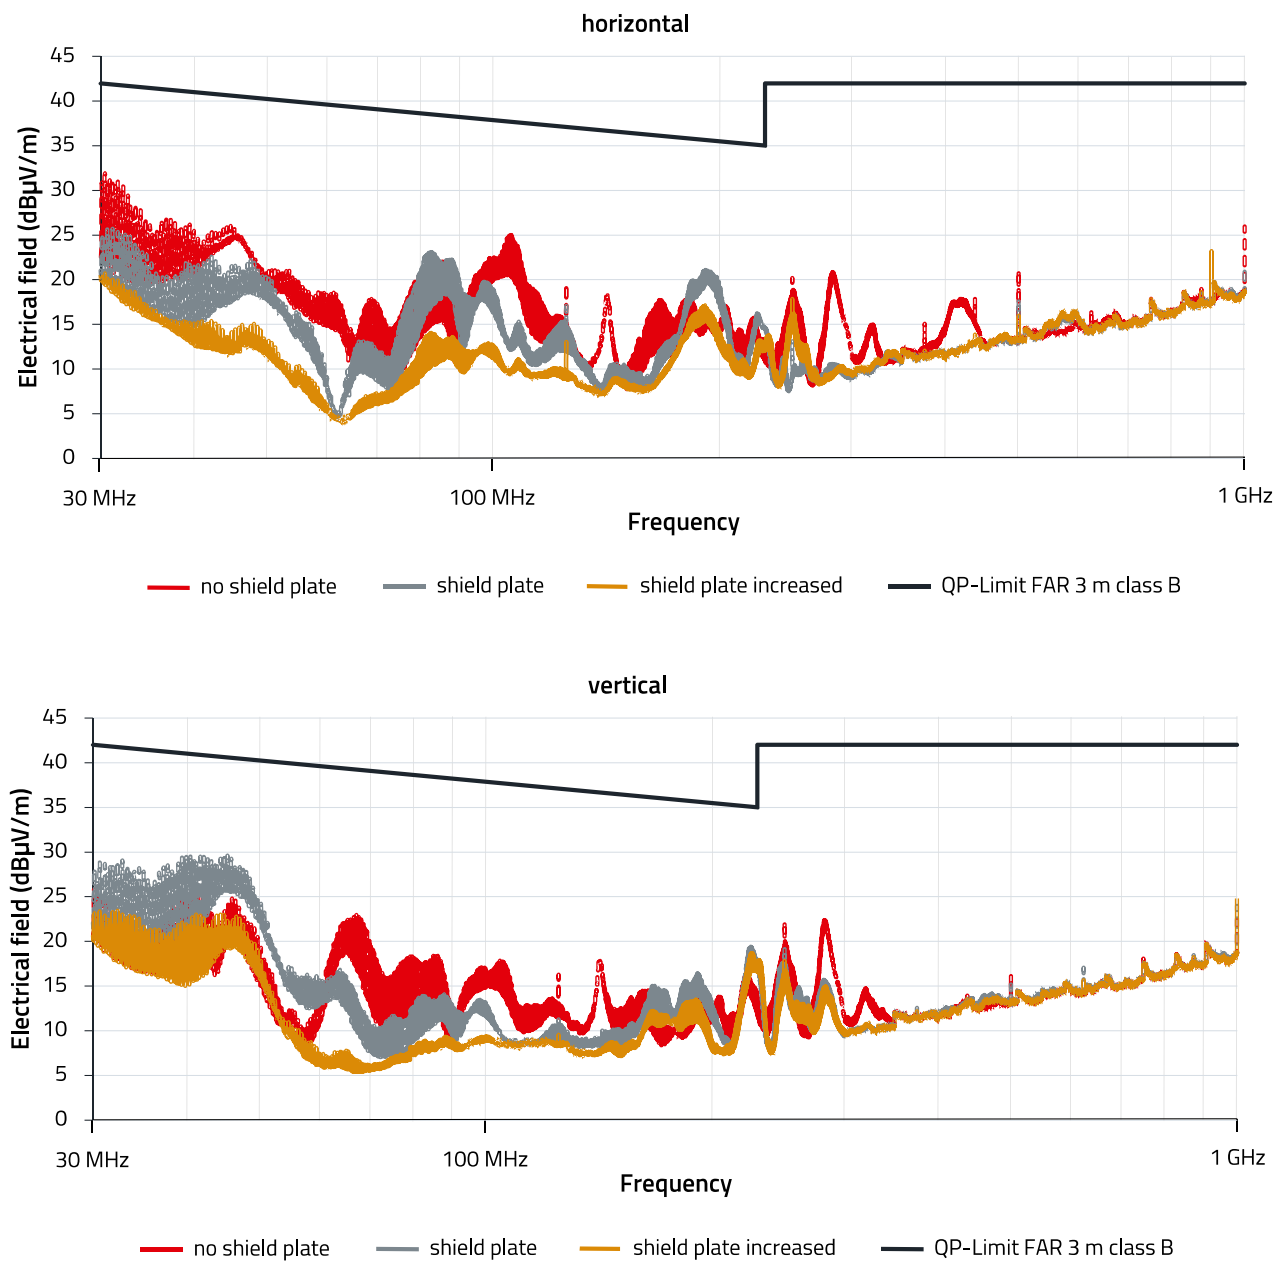 horizontal
45
40
35
30
25
20
15
10
5
0
Electrical field (dBµV/m)
30 MHz
100 MHz
1 GHz
Frequency
no shield plate
shield plate
shield plate increased
QP-Limit FAR 3 m class B
vertical
45
40
35
30
25
20
15
10
5
0
Electrical field (dBµV/m)
30 MHz
100 MHz
1 GHz
Frequency
no shield plate
shield plate
shield plate increased
QP-Limit FAR 3 m class B